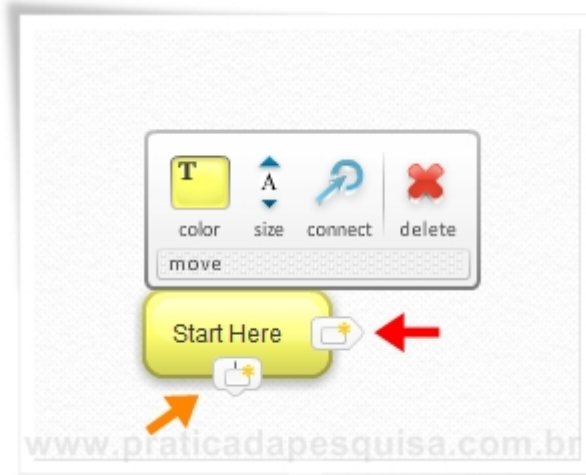 T
A
color size connect delete
move
Start Here
www.praticadapesquisa.com.br